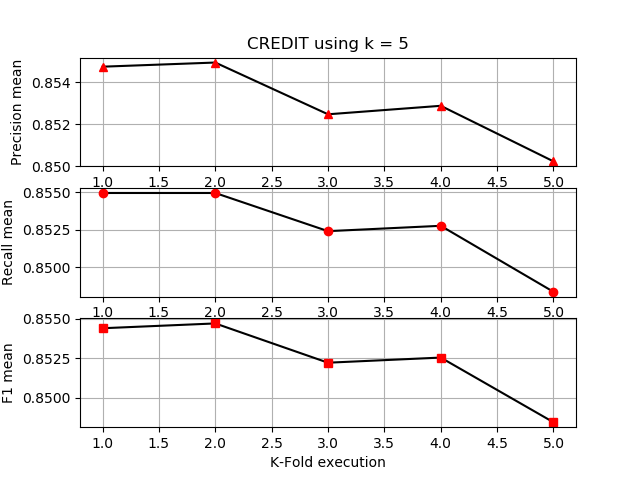 CREDIT using k = 5
Precision mean
0.854
0.852
0.850
1.0 1.5 2.0 2.5 3.0 3.5 4.0 4.5 5.0
Recall mean
0.8550
0.8525
0.8500
1.0 1.5 2.0 2.5 3.0 3.5 4.0 4.5 5.0
F1 mean
0.8550
0.8525
0.8500
1.0 1.5 2.0 2.5 3.0 3.5 4.0 4.5 5.0
K-Fold execution